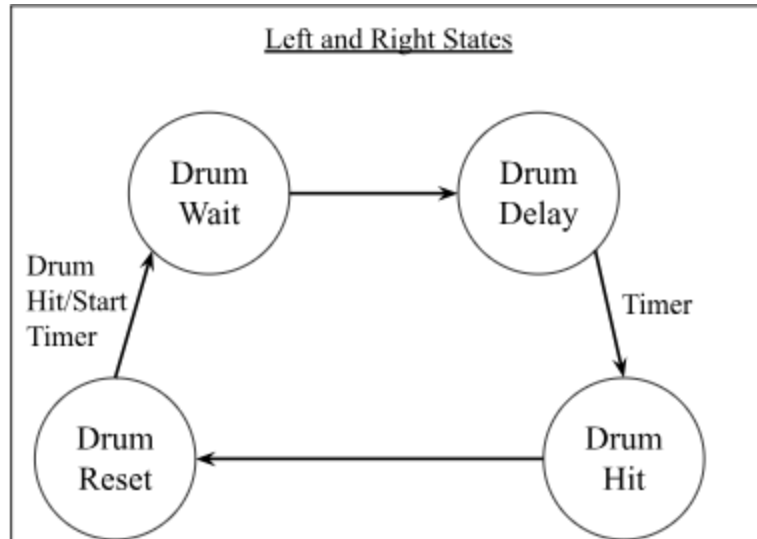 Left and Right States
Drum
Wait
Drum
Delay
Drum
Hit/Start
Timer
Timer
Drum
Reset
Drum
Hit